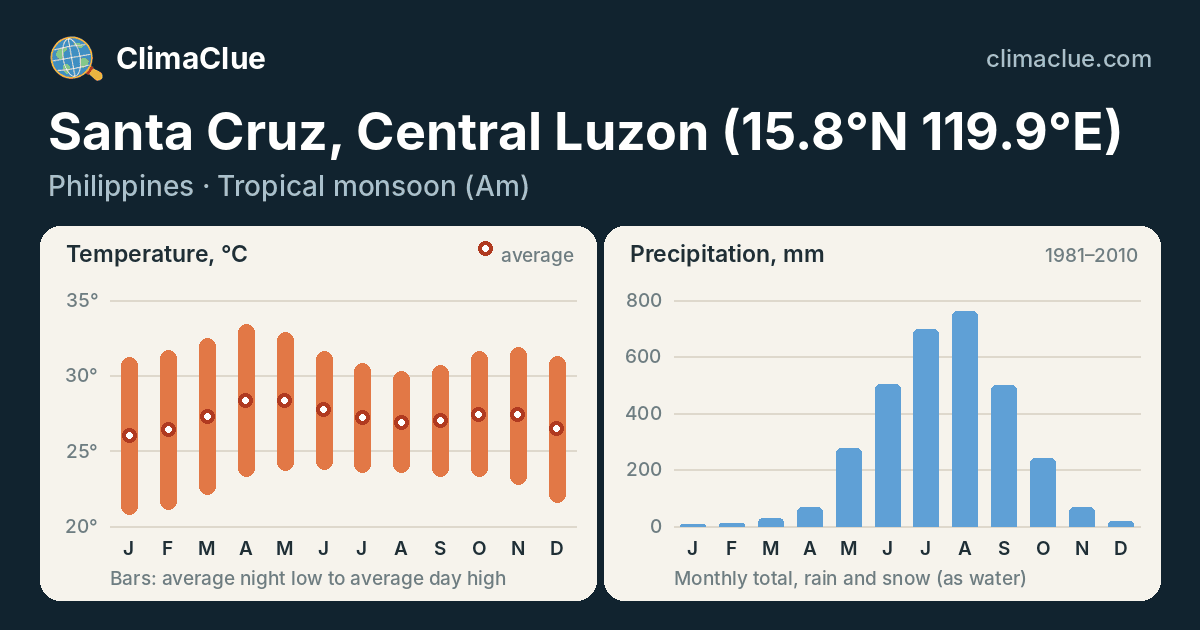 ClimaClue
climaclue.com
Santa Cruz, Central Luzon (15.8°N 119.9°E)
Philippines · Tropical monsoon (Am)
Temperature, °C
average
35°
30°
25°
20°
J F M A M J J A S O N D
Bars: average night low to average day high
Precipitation, mm
1981–2010
800
600
400
200
0
J F M A M J J A S O N D
Monthly total, rain and snow (as water)